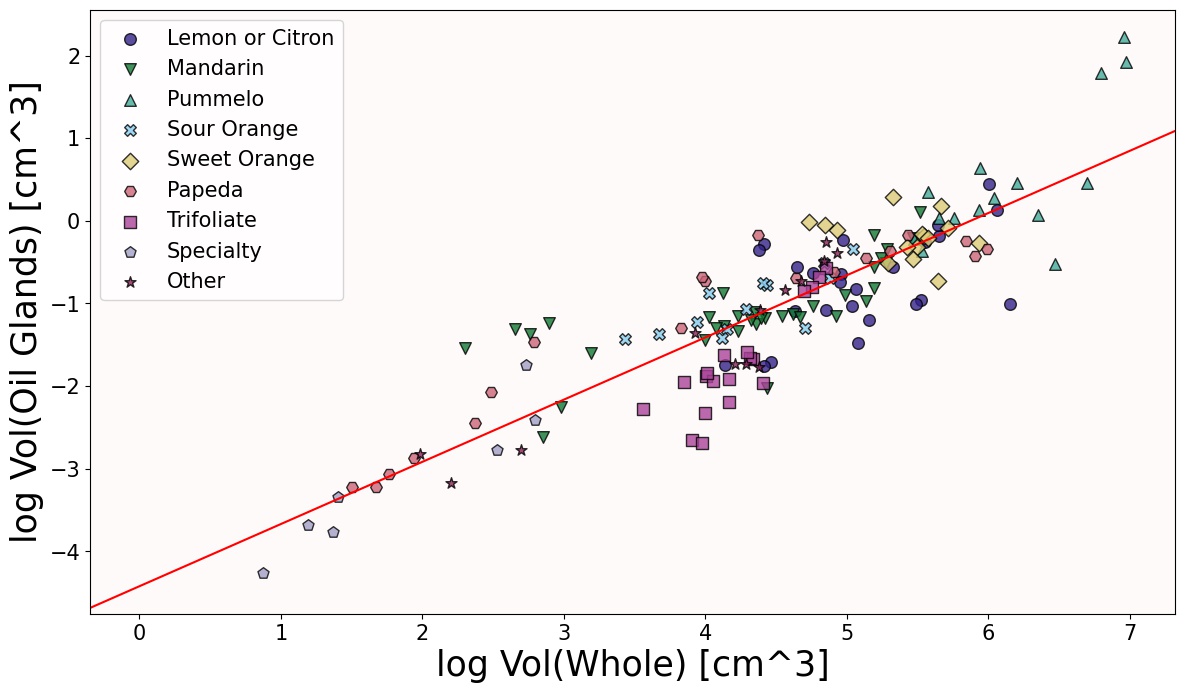 log Vol(Oil Glands) [cm^3]
2
1
0
−1
−2
−3
−4
Lemon or Citron
Mandarin
Pummelo
Sour Orange
Sweet Orange
Papeda
Trifoliate
Specialty
Other
0 1 2 3 4 5 6 7
log Vol(Whole) [cm^3]